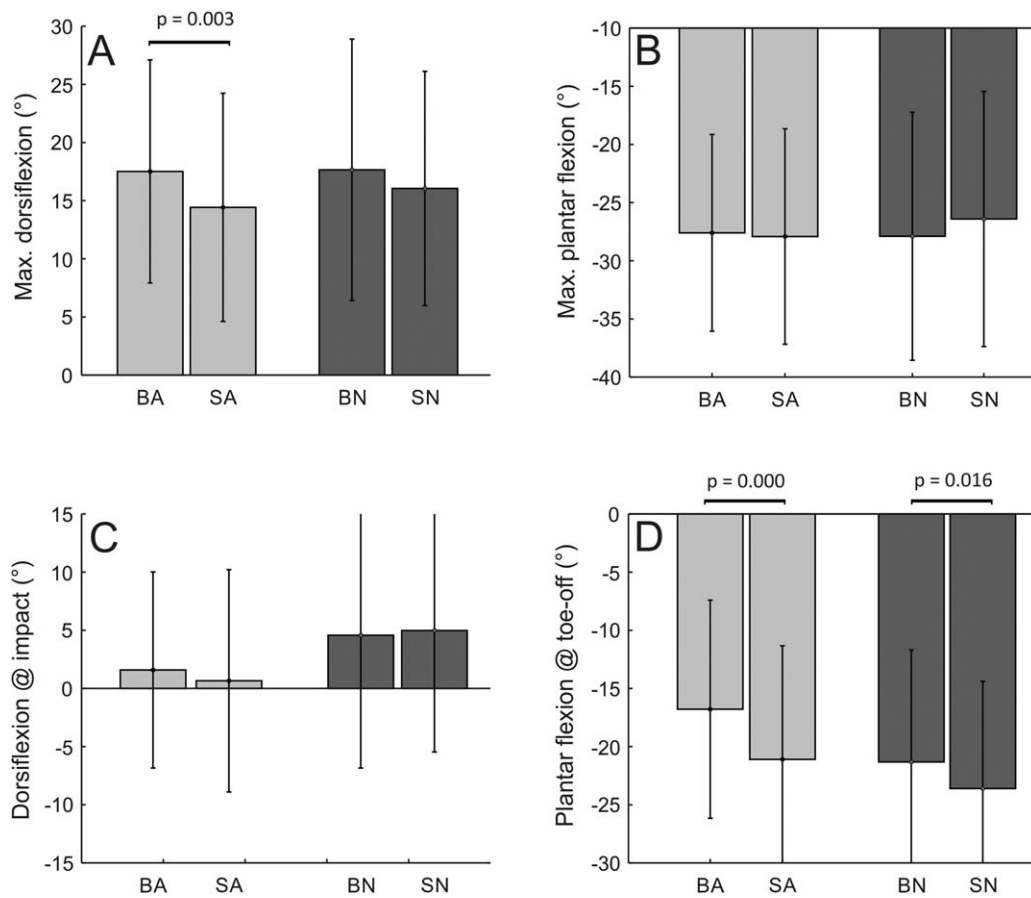 p = 0.003
A
Max. dorsiflexion (°)
30
25
20
15
10
5
0
BA SA BN SN
B
Max. plantar flexion (°)
-10
-15
-20
-25
-30
-35
-40
BA SA BN SN
C
Dorsiflexion @ impact (°)
15
10
5
0
-5
-10
-15
BA SA BN SN
p = 0.000 p = 0.016
D
Plantar flexion @ toe-off (°)
0
-5
-10
-15
-20
-25
-30
BA SA BN SN